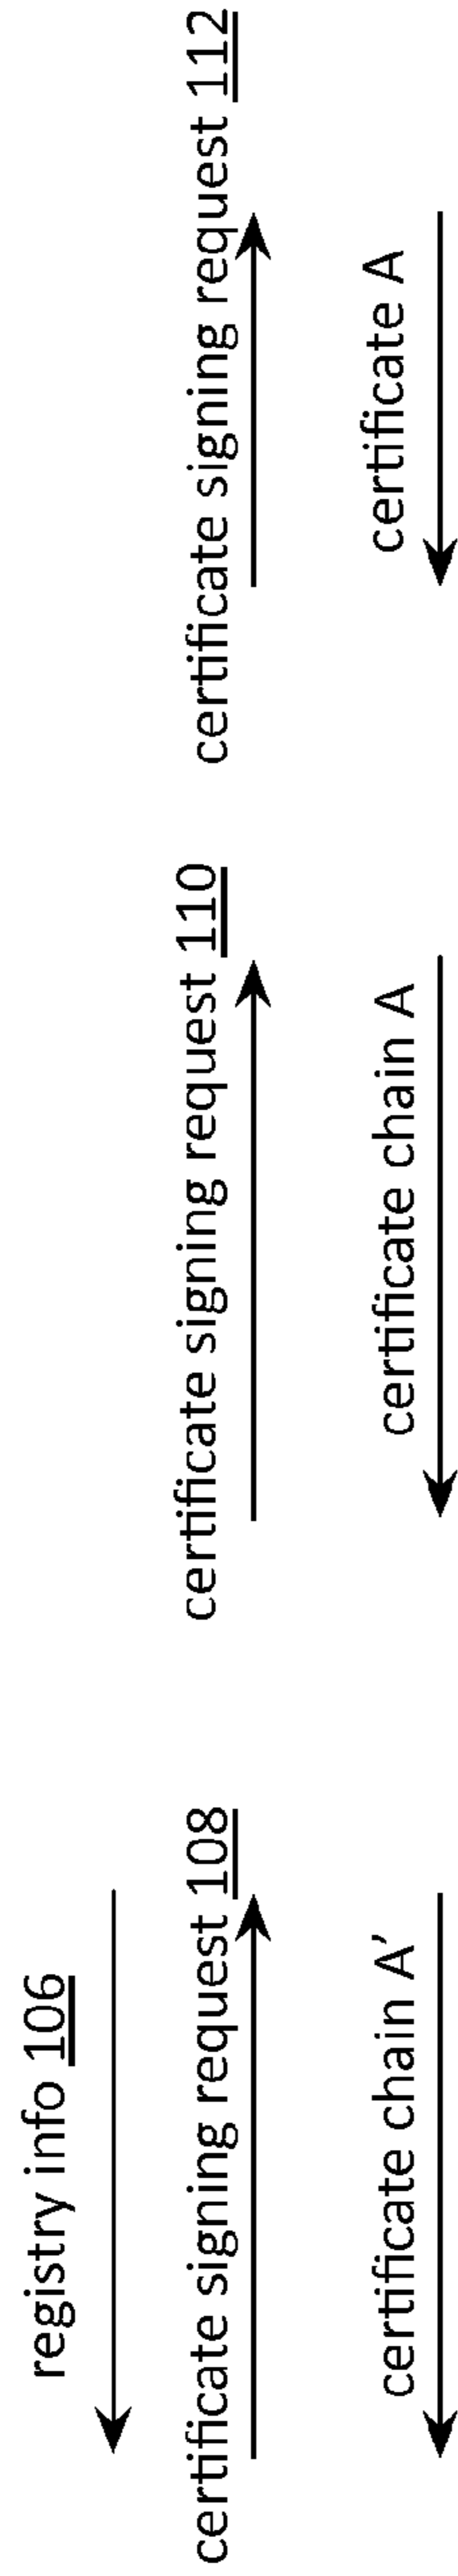 registry info 106
certificate signing request 108
certificate signing request 110
certificate signing request 112
certificate chain A'
certificate chain A
certificate A